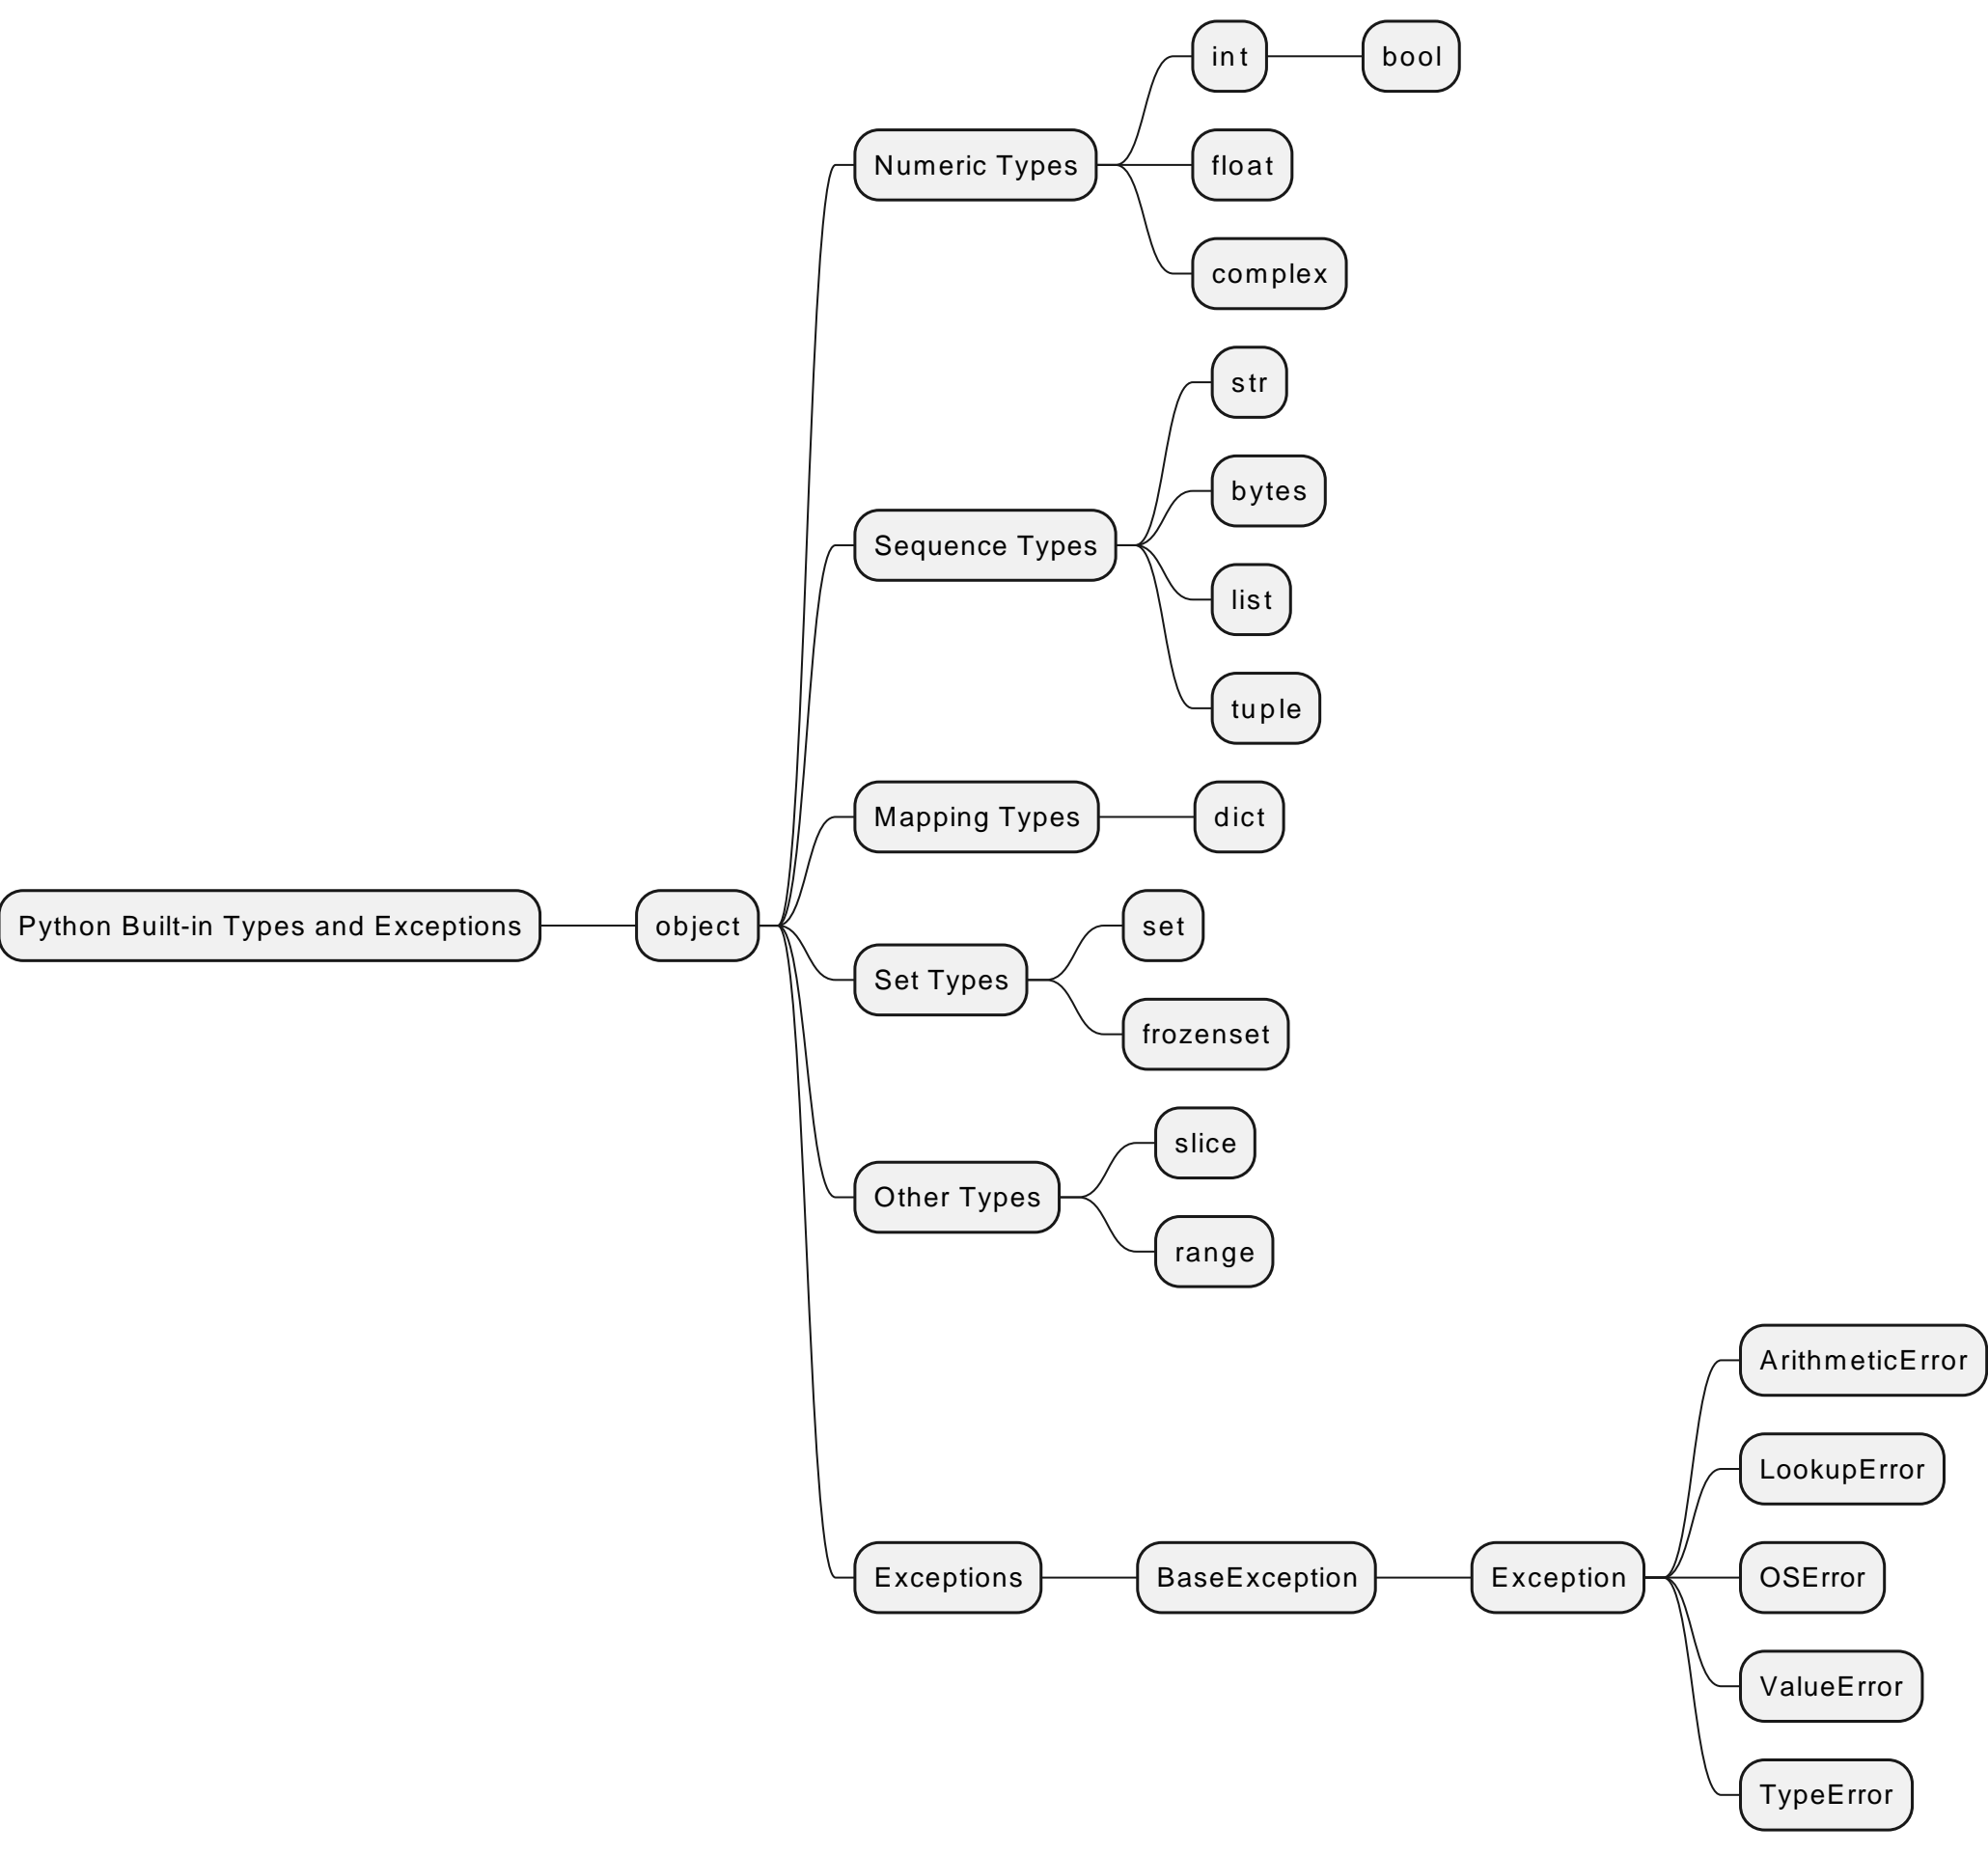 Python Built-in Types and Exceptions
object
Numeric Types
int
bool
float
complex
Sequence Types
str
bytes
list
tuple
Mapping Types
dict
Set Types
set
frozenset
Other Types
slice
range
Exceptions
BaseException
Exception
ArithmeticError
LookupError
OSError
ValueError
TypeError